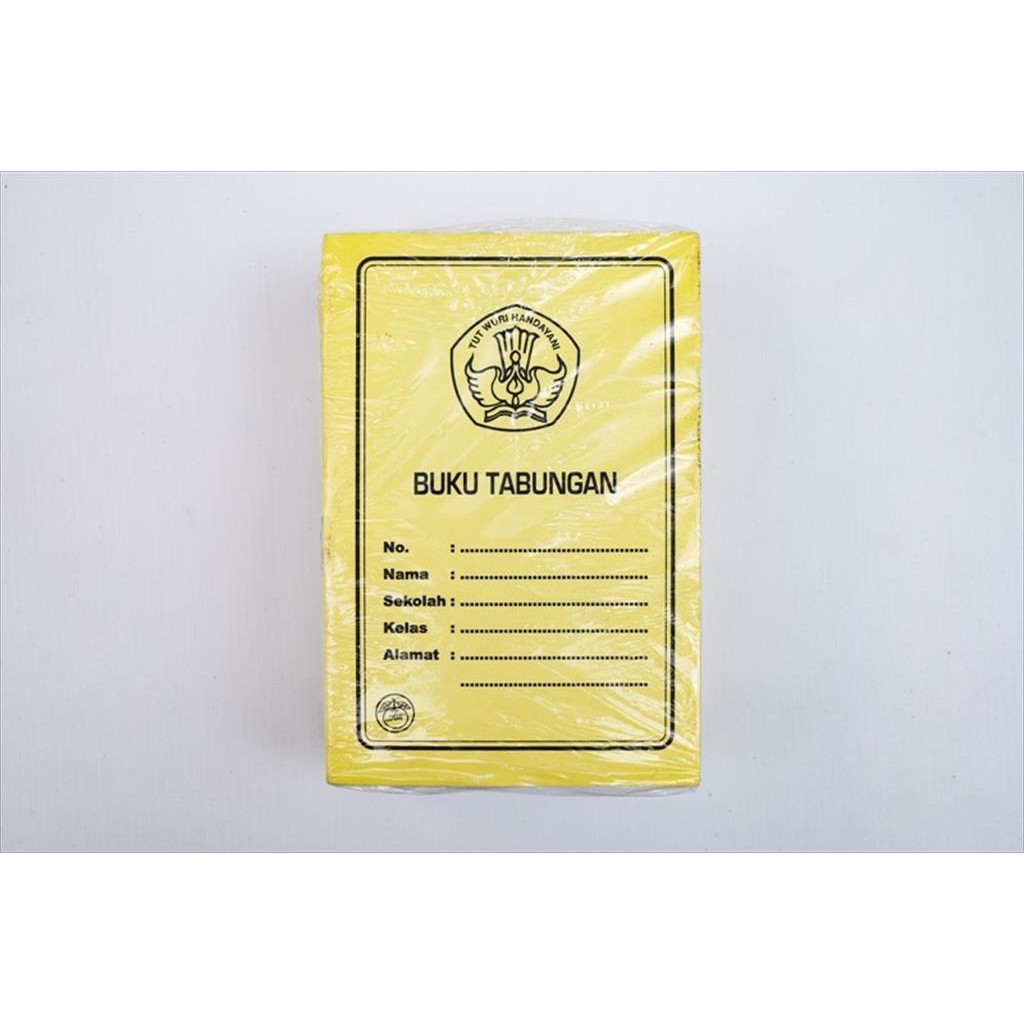 TUT WURI HANDAYANI
BUKU TABUNGAN
No. : ........................................
Nama : ........................................
Sekolah : ........................................
Kelas : ........................................
Alamat : ........................................
........................................